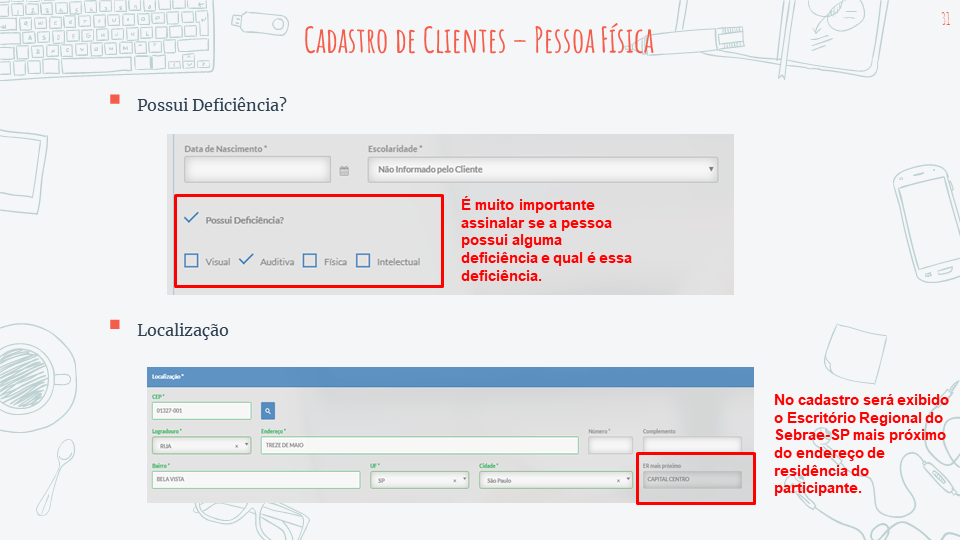 31
Cadastro de Clientes – Pessoa Física
Possui Deficiência?
Data de Nascimento *
Escolaridade *
Não Informado pelo Cliente
Possui Deficiência?
Visual Auditiva Física Intelectual
É muito importante
assinalar se a pessoa
possui alguma
deficiência e qual é essa
deficiência.
Localização
Localização *
CEP *
01327-001
Logradouro * Endereço * Número * Complemento
RUA × TREZE DE MAIO
Bairro * UF * Cidade * ER mais próximo
BELA VISTA SP × São Paulo × CAPITAL CENTRO
No cadastro será exibido
o Escritório Regional do
Sebrae-SP mais próximo
do endereço de
residência do
participante.